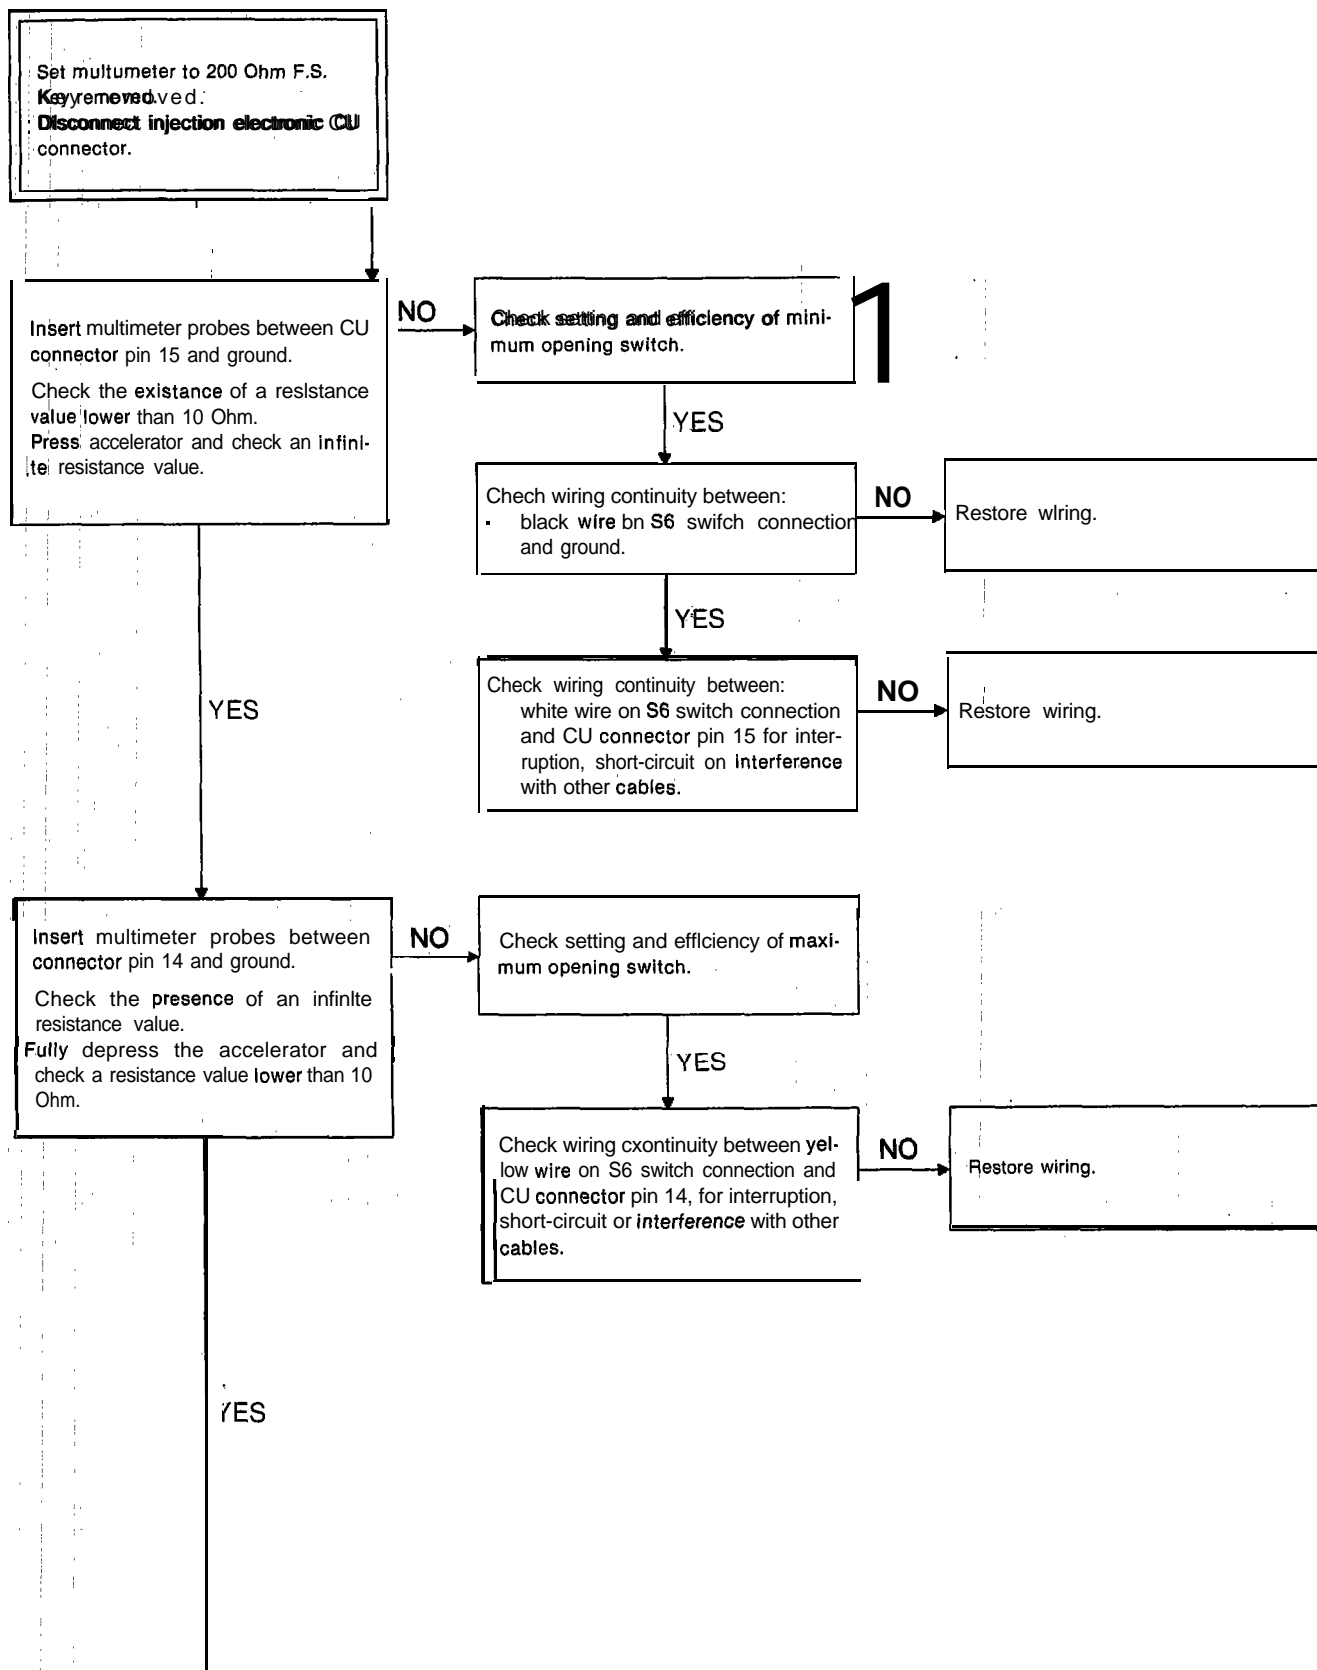 Set multumeter to 200 Ohm F.S.
Key removed.
Disconnect injection electronic CU
connector.
Insert multimeter probes between CU
connector pin 15 and ground.
Check the existance of a resistance
value lower than 10 Ohm.
Press accelerator and check an infini-
te resistance value.
NO
Check setting and efficiency of mini-
mum opening switch.
1
YES
Chech wiring continuity between:
black wire bn S6 swifch connection
and ground.
NO
Restore wlring.
YES
Check wiring continuity between:
white wire on S6 switch connection
and CU connector pin 15 for inter-
ruption, short-circuit on interference
with other cables.
NO
Restore wiring.
YES
Insert multimeter probes between
connector pin 14 and ground.
Check the presence of an infinlte
resistance value.
Fully depress the accelerator and
check a resistance value lower than 10
Ohm.
NO
Check setting and efflciency of maxi-
mum opening switch.
YES
Check wiring cxontinuity between yel-
low wire on S6 switch connection and
CU connector pin 14, for interruption,
short-circuit or interference with other
cables.
NO
Restore wiring.
YES